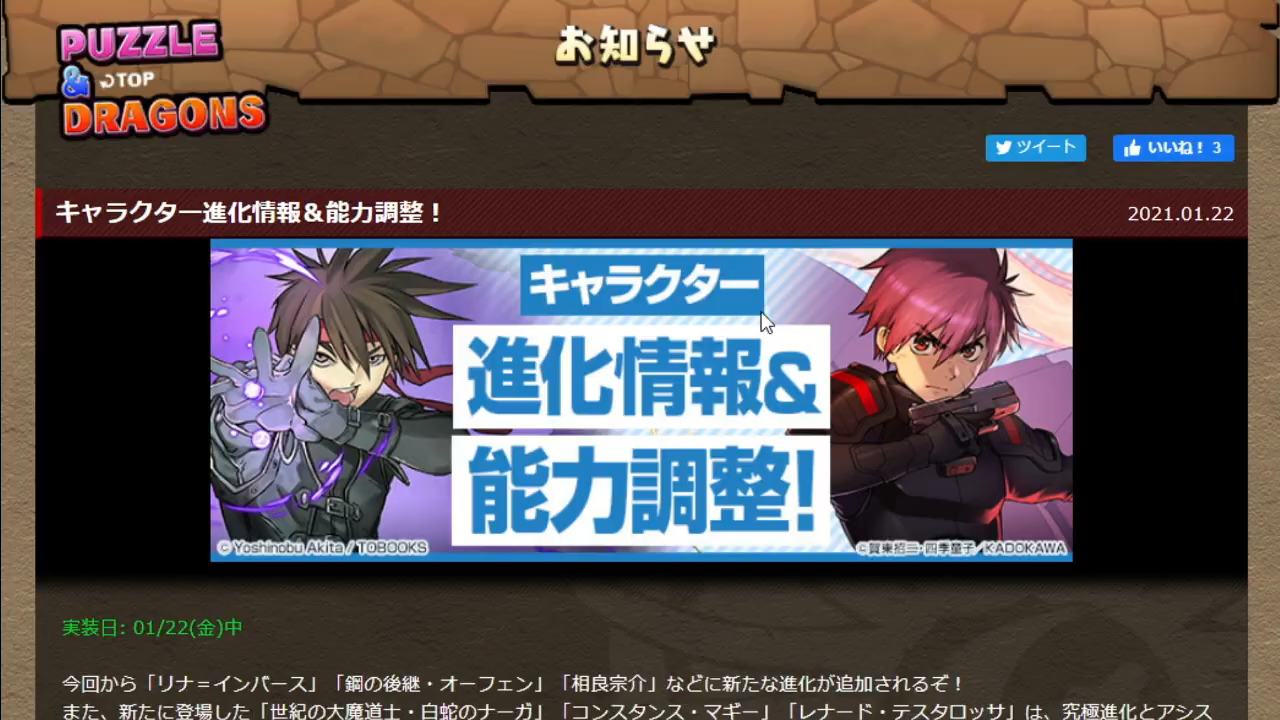 お知らせ
PUZZLE
& TOP
DRAGONS
ツイート
いいね！ 3
キャラクター進化情報＆能力調整！
2021.01.22
キャラクター
進化情報&
能力調整!
© Yoshinobu Akita / TOBOOKS
©賀東招二・四季童子／KADOKAWA
実装日: 01/22(金)中
今回から「リナ＝インバース」「鋼の後継・オーフェン」「相良宗介」などに新たな進化が追加されるぞ！
また、新たに登場した「世紀の大魔道士・白蛇のナーガ」「コンスタンス・マギー」「レナード・テスタロッサ」は、究極進化とアシス